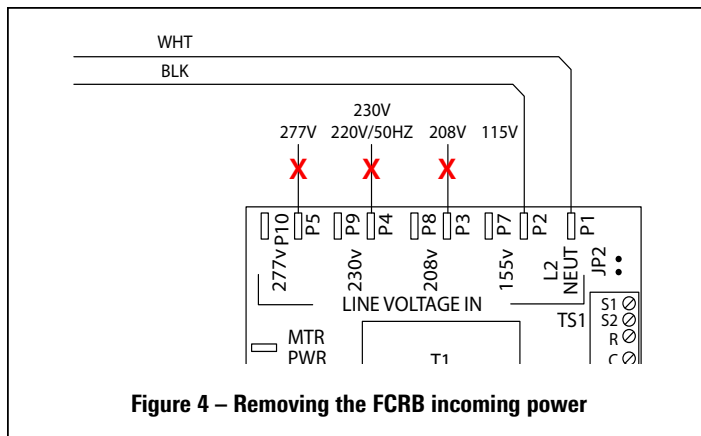 WHT
BLK
230V
277V 220V/50HZ 208V 115V
X X X
P10 P5 P9 P4 P8 P3 P7 P2 P1
277v 230v 208v 155v L2 NEUT JP2
LINE VOLTAGE IN
TS1
S1
S2
R
C
MTR
PWR
T1
Figure 4 – Removing the FCRB incoming power